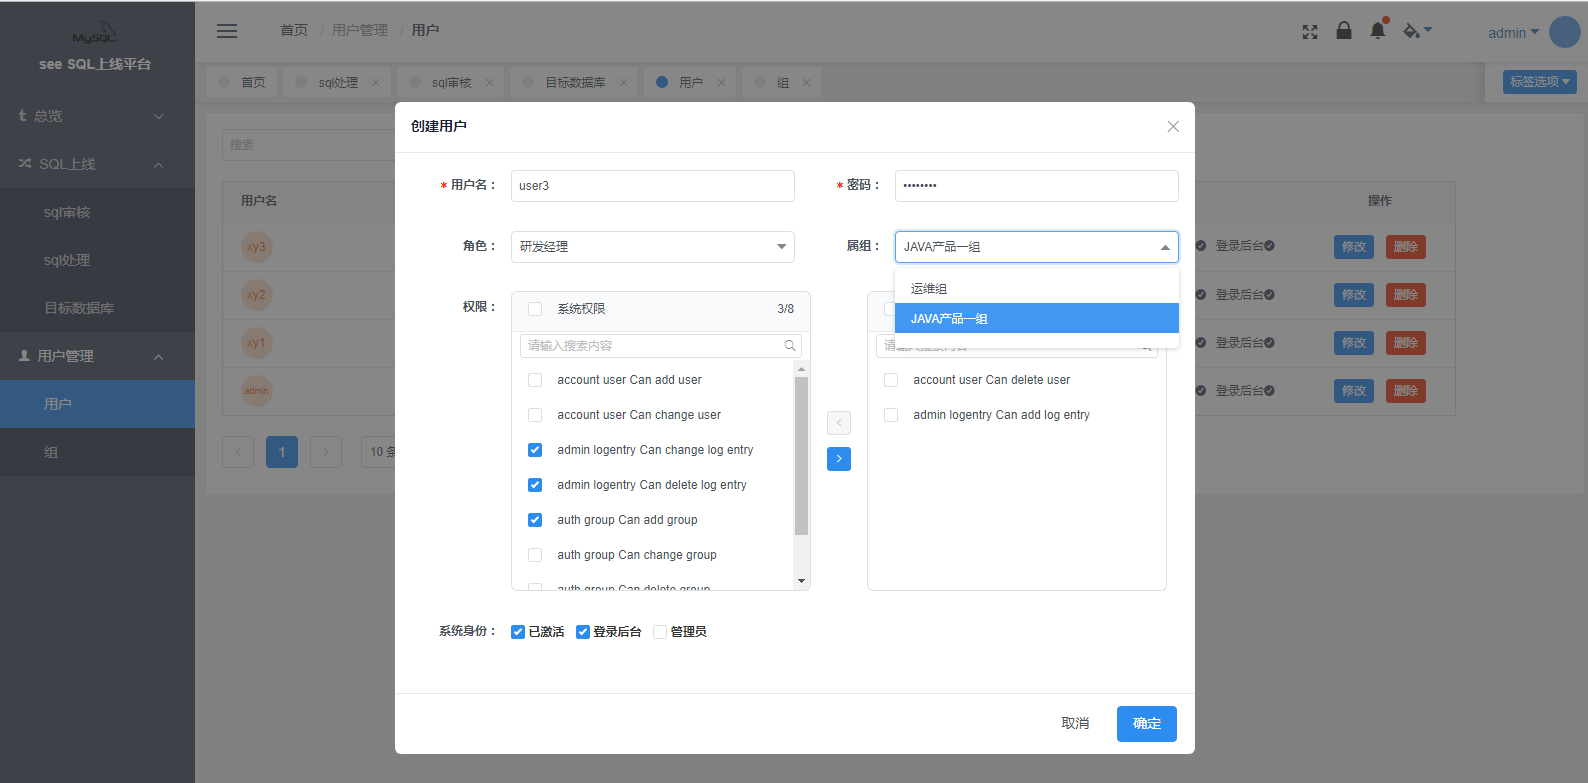 MySQL
see SQL上线平台
总览
SQL上线
sql审核
sql处理
目标数据库
用户管理
用户
组
首页 / 用户管理 / 用户
admin
首页
sql处理
sql审核
目标数据库
用户
组
标签选项
搜索
用户名
操作
xy3
登录后台
修改
删除
xy2
登录后台
修改
删除
xy1
登录后台
修改
删除
admin
登录后台
修改
删除
1
10 条
创建用户
* 用户名：
user3
* 密码：
••••••••
角色：
研发经理
属组：
JAVA产品一组
运维组
JAVA产品一组
权限：
系统权限
3/8
请输入搜索内容
account user Can add user
account user Can change user
admin logentry Can change log entry
admin logentry Can delete log entry
auth group Can add group
auth group Can change group
auth group Can delete group
account user Can delete user
admin logentry Can add log entry
系统身份：
已激活
登录后台
管理员
取消
确定